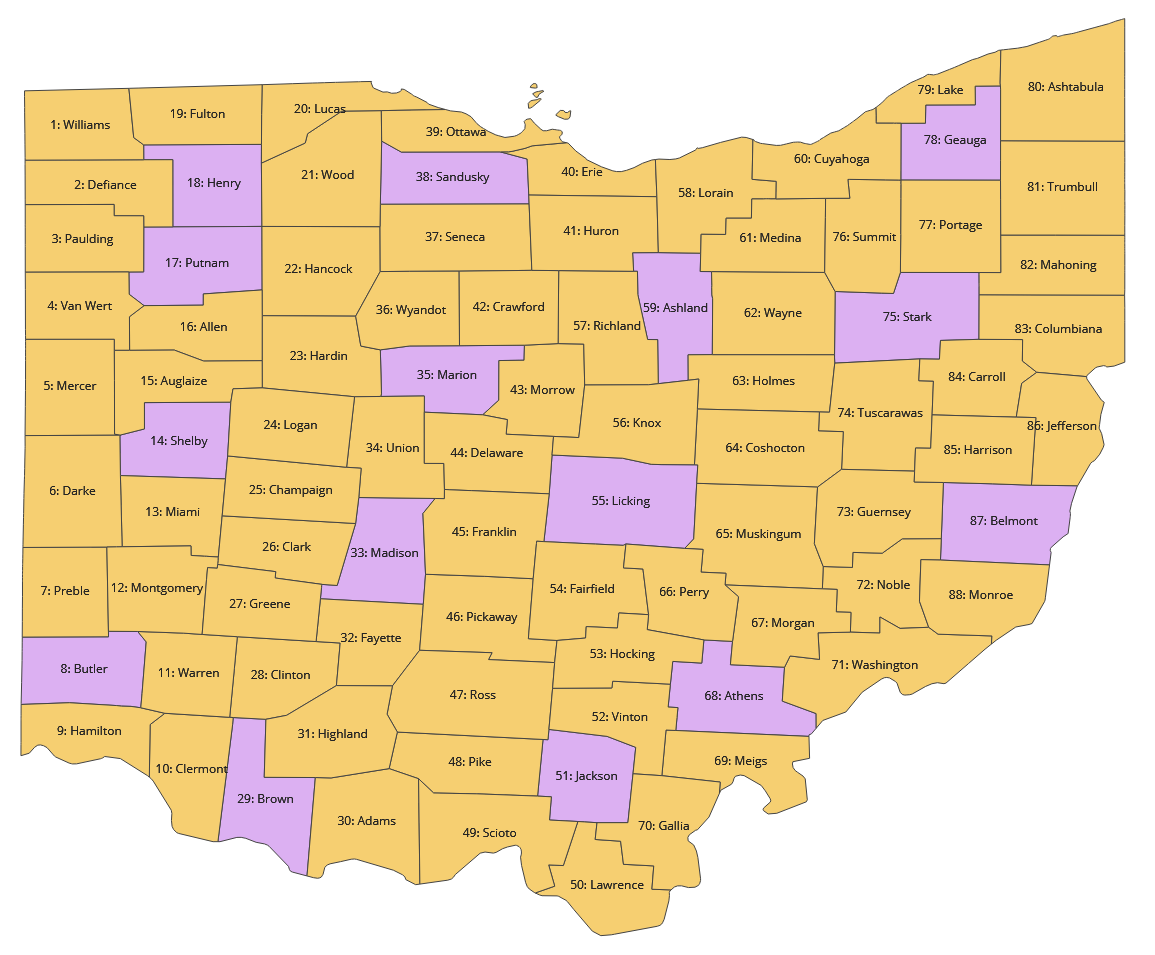 1: Williams
2: Defiance
3: Paulding
4: Van Wert
5: Mercer
6: Darke
7: Preble
8: Butler
9: Hamilton
10: Clermont
11: Warren
12: Montgomery
13: Miami
14: Shelby
15: Auglaize
16: Allen
17: Putnam
18: Henry
19: Fulton
20: Lucas
21: Wood
22: Hancock
23: Hardin
24: Logan
25: Champaign
26: Clark
27: Greene
28: Clinton
29: Brown
30: Adams
31: Highland
32: Fayette
33: Madison
34: Union
35: Marion
36: Wyandot
37: Seneca
38: Sandusky
39: Ottawa
40: Erie
41: Huron
42: Crawford
43: Morrow
44: Delaware
45: Franklin
46: Pickaway
47: Ross
48: Pike
49: Scioto
50: Lawrence
51: Jackson
52: Vinton
53: Hocking
54: Fairfield
55: Licking
56: Knox
57: Richland
58: Lorain
59: Ashland
60: Cuyahoga
61: Medina
62: Wayne
63: Holmes
64: Coshocton
65: Muskingum
66: Perry
67: Morgan
68: Athens
69: Meigs
70: Gallia
71: Washington
72: Noble
73: Guernsey
74: Tuscarawas
75: Stark
76: Summit
77: Portage
78: Geauga
79: Lake
80: Ashtabula
81: Trumbull
82: Mahoning
83: Columbiana
84: Carroll
85: Harrison
86: Jefferson
87: Belmont
88: Monroe